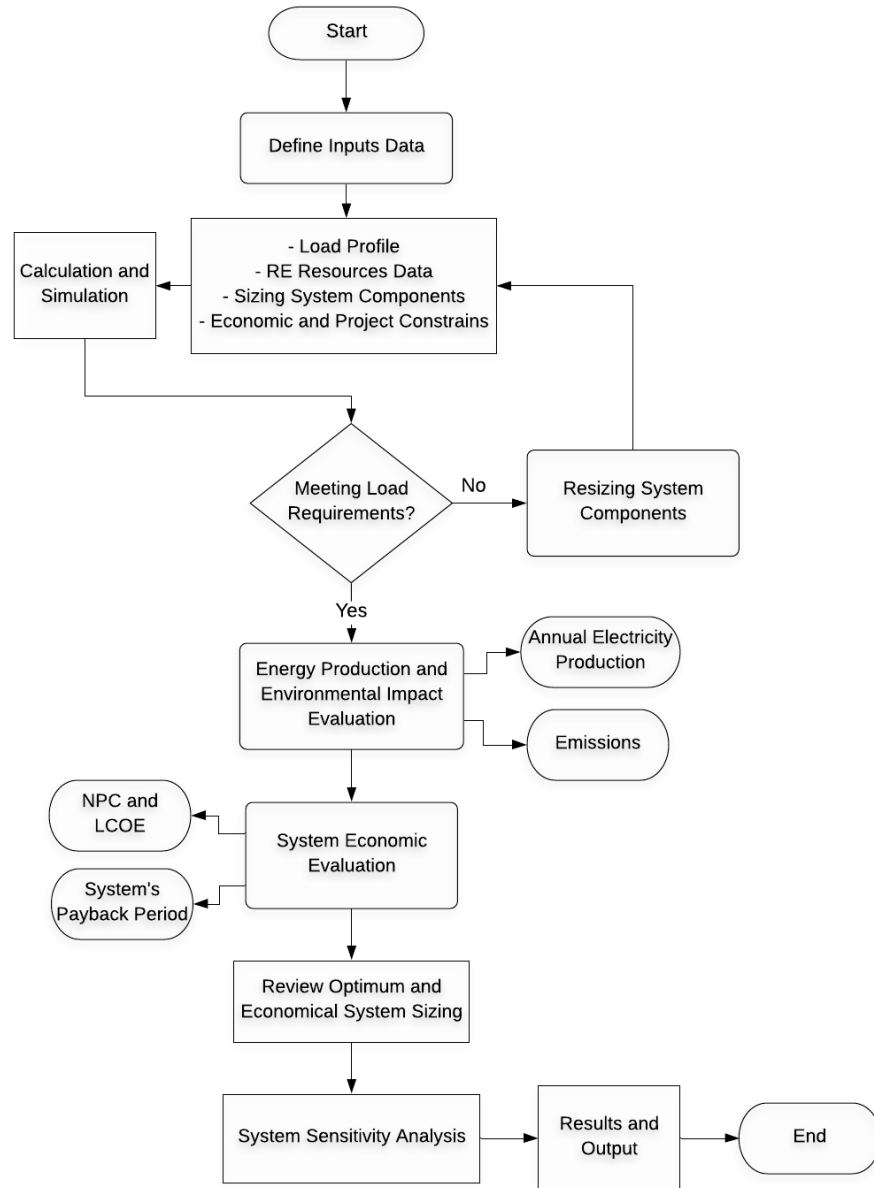 Start
Define Inputs Data
- Load Profile
- RE Resources Data
- Sizing System Components
- Economic and Project Constrains
Calculation and
Simulation
Meeting Load
Requirements?
No
Resizing System
Components
Yes
Energy Production and
Environmental Impact
Evaluation
Annual Electricity
Production
Emissions
NPC and
LCOE
System Economic
Evaluation
System's
Payback Period
Review Optimum and
Economical System Sizing
System Sensitivity Analysis
Results and
Output
End